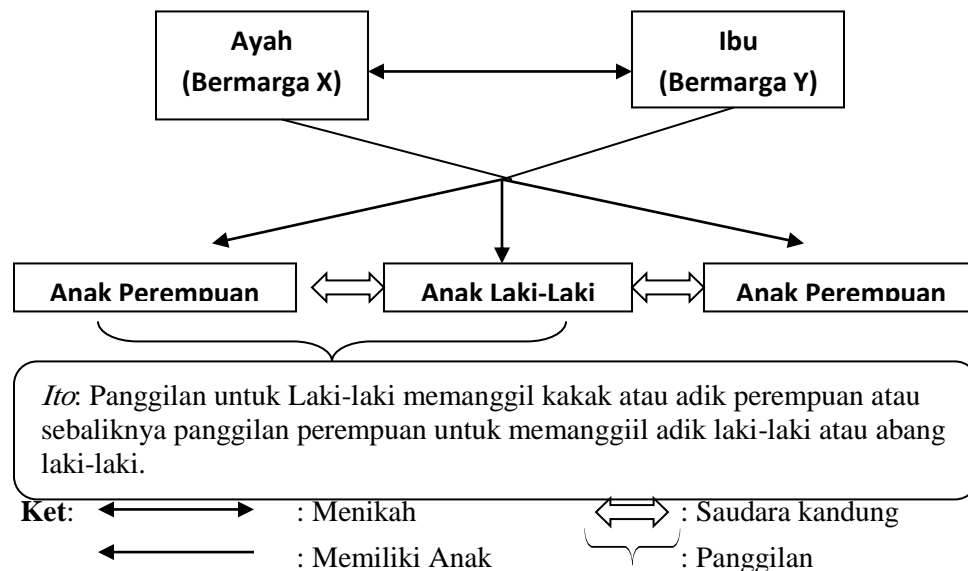 Ayah
(Bermarga X)
Ibu
(Bermarga Y)
Anak Perempuan
Anak Laki-Laki
Anak Perempuan
Ito: Panggilan untuk Laki-laki memanggil kakak atau adik perempuan atau
sebaliknya panggilan perempuan untuk memanggiil adik laki-laki atau abang
laki-laki.
Ket: : Menikah : Saudara kandung
: Memiliki Anak : Panggilan